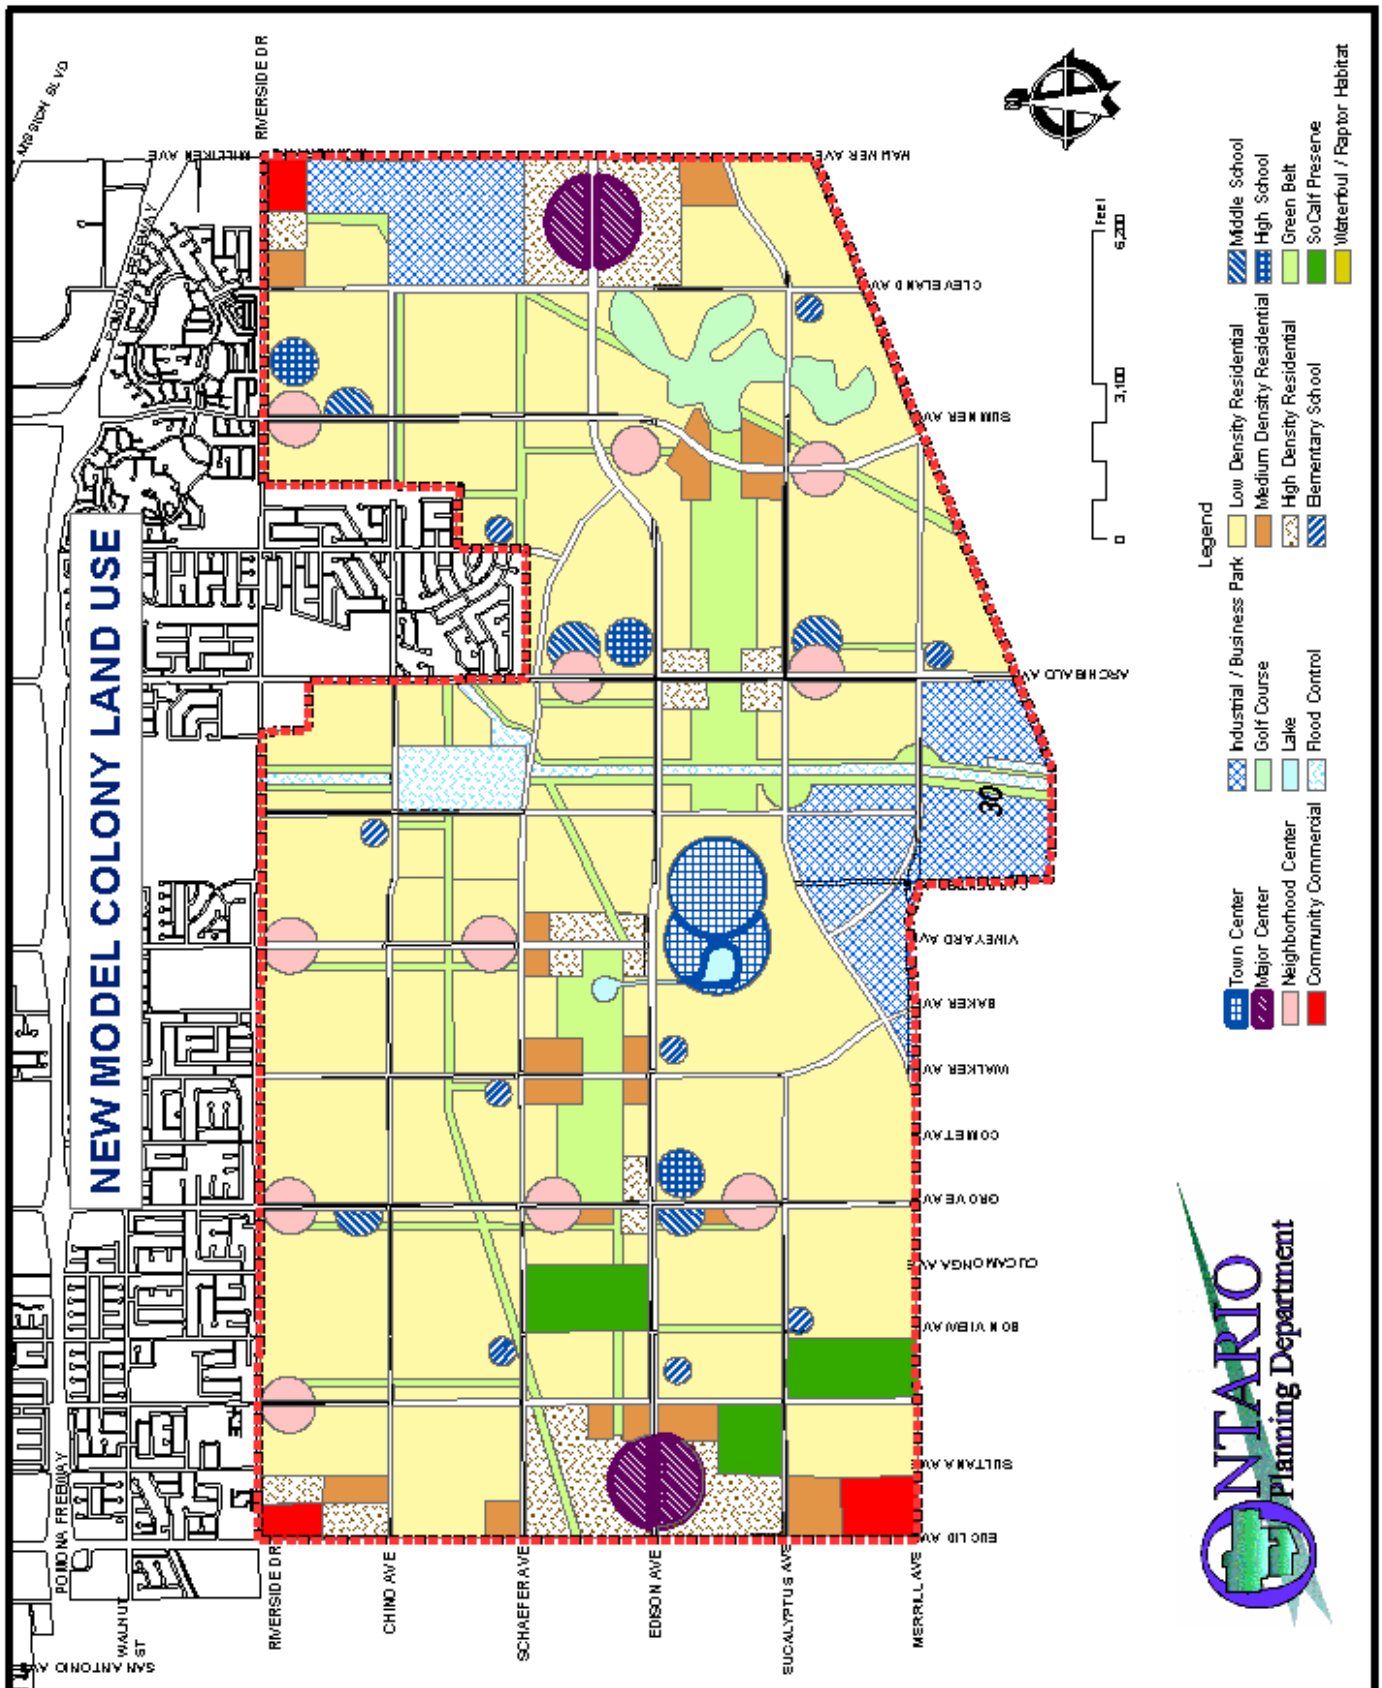 NEW MODEL COLONY LAND USE
MISSION BLVD
RIVERSIDE DR
MILLIKEN AVE
POMONA FREEWAY
HAMNER AVE
CLEVELAND AV
SUMNER AV
ARCHIBALD AV
VINEYARD AV
BAKER AV
WALKER AV
COMET AV
GROVE AV
CUCAMONGA AV
BON VIEW AV
SULTANA AV
EUCLID AV
30
POMONA FREEWAY
WALNUT
ST
SAN ANTONIO AV
RIVERSIDE DR
CHINO AVE
SCHAEFER AVE
EDISON AVE
EUCALYPTUS AVE
MERRILL AVE
N
0
3,100
6,200
Feet
Legend
Town Center
Major Center
Neighborhood Center
Community Commercial
Industrial / Business Park
Golf Course
Lake
Flood Control
Low Density Residential
Medium Density Residential
High Density Residential
Elementary School
Middle School
High School
Green Belt
SoCalf Preserve
Waterfoul / Raptor Habitat
ONTARIO
Planning Department